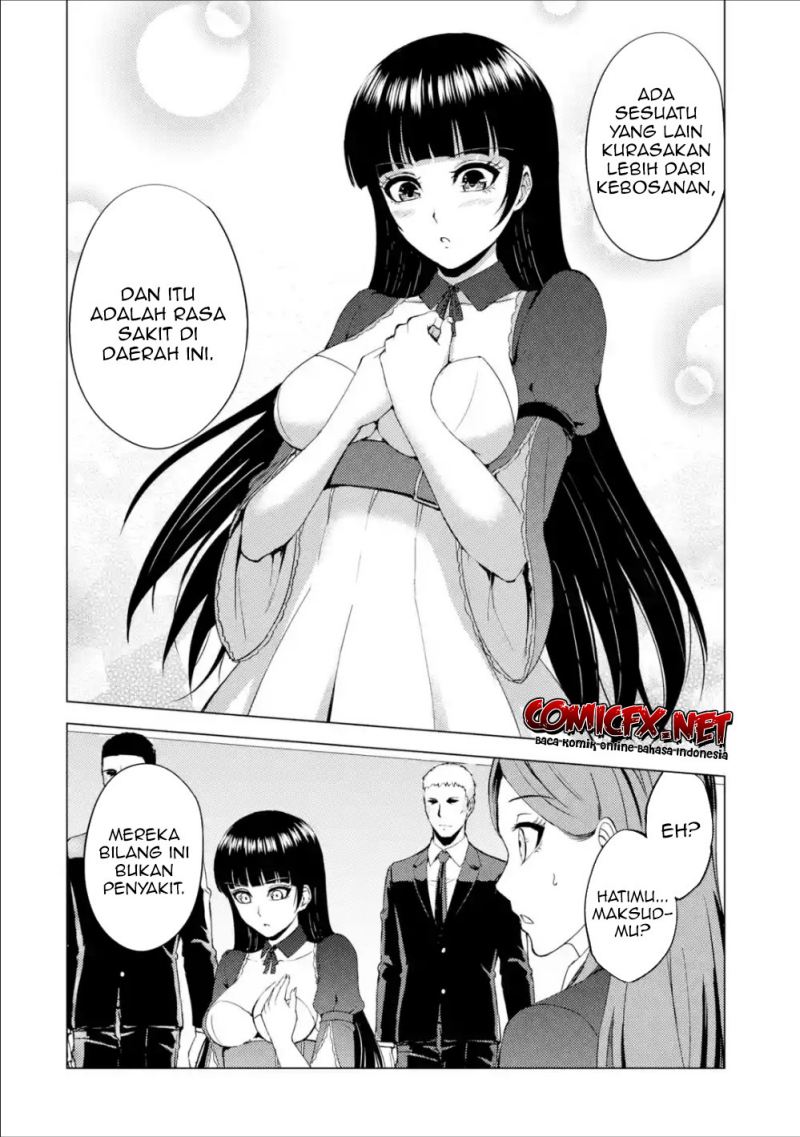 ADA
SESUATU
YANG LAIN
KURASAKAN
LEBIH DARI
KEBOSANAN,
DAN ITU
ADALAH RASA
SAKIT DI
DAERAH INI.
COMICFX.NET
BACA KOMIK ONLINE BAHASA INDONESIA
EH?
HATIMU...
MAKSUD-
MU?
MEREKA
BILANG INI
BUKAN
PENYAKIT.